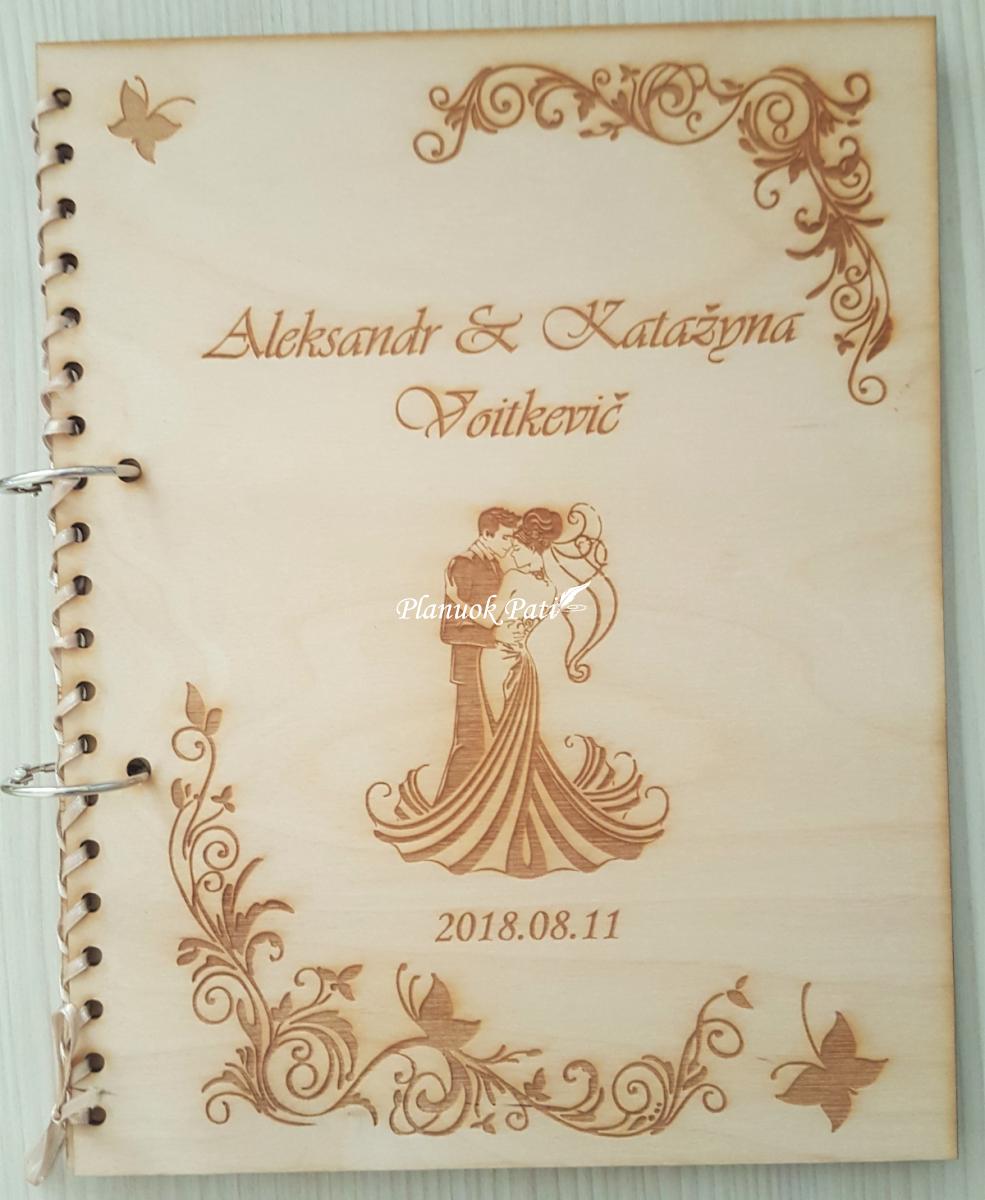 Aleksandr & Katažyna
Voitkevič
Planuok Pati
2018.08.11